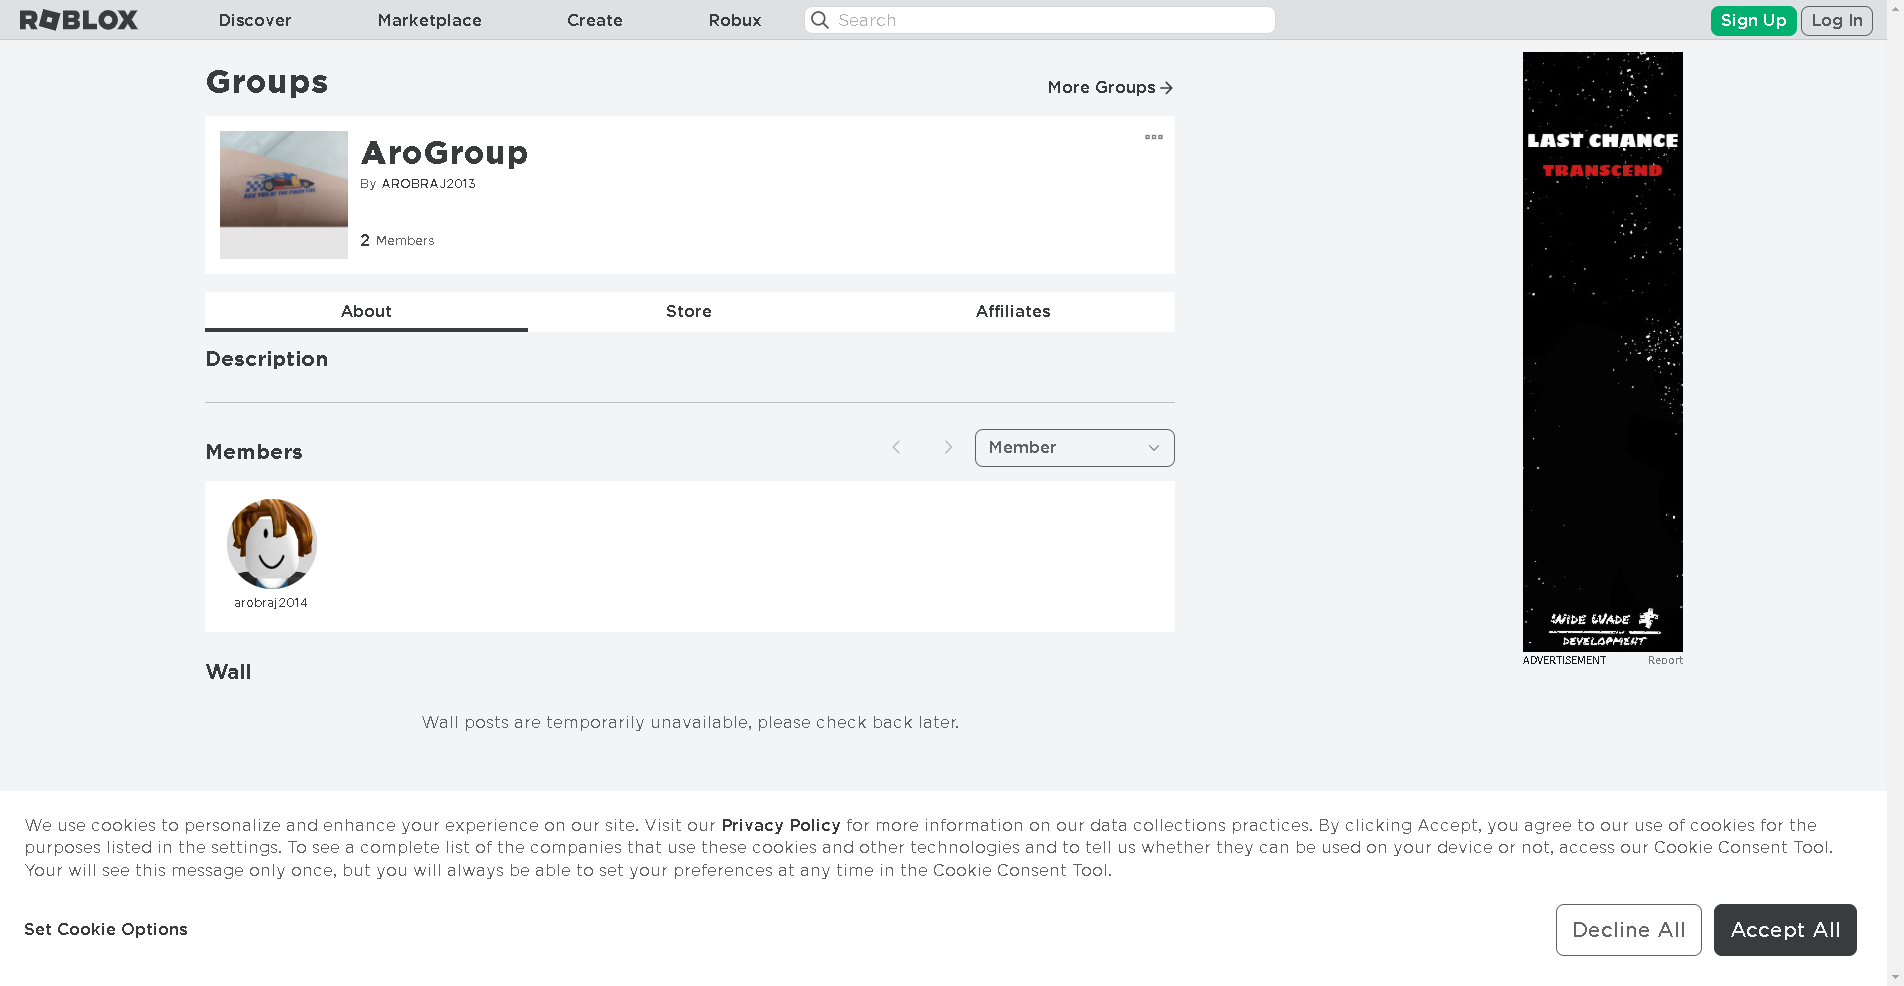 ROBLOX
Discover
Marketplace
Create
Robux
Search
Sign Up
Log In
Groups
More Groups
AroGroup
By AROBRAJ2013
2 Members
About
Store
Affiliates
Description
Members
Member
arobraj2014
Wall
Wall posts are temporarily unavailable, please check back later.
LAST CHANCE
TRANSCEND
WIDE WADE
DEVELOPMENT
ADVERTISEMENT
Report
We use cookies to personalize and enhance your experience on our site. Visit our Privacy Policy for more information on our data collections practices. By clicking Accept, you agree to our use of cookies for the
purposes listed in the settings. To see a complete list of the companies that use these cookies and other technologies and to tell us whether they can be used on your device or not, access our Cookie Consent Tool.
Your will see this message only once, but you will always be able to set your preferences at any time in the Cookie Consent Tool.
Set Cookie Options
Decline All
Accept All